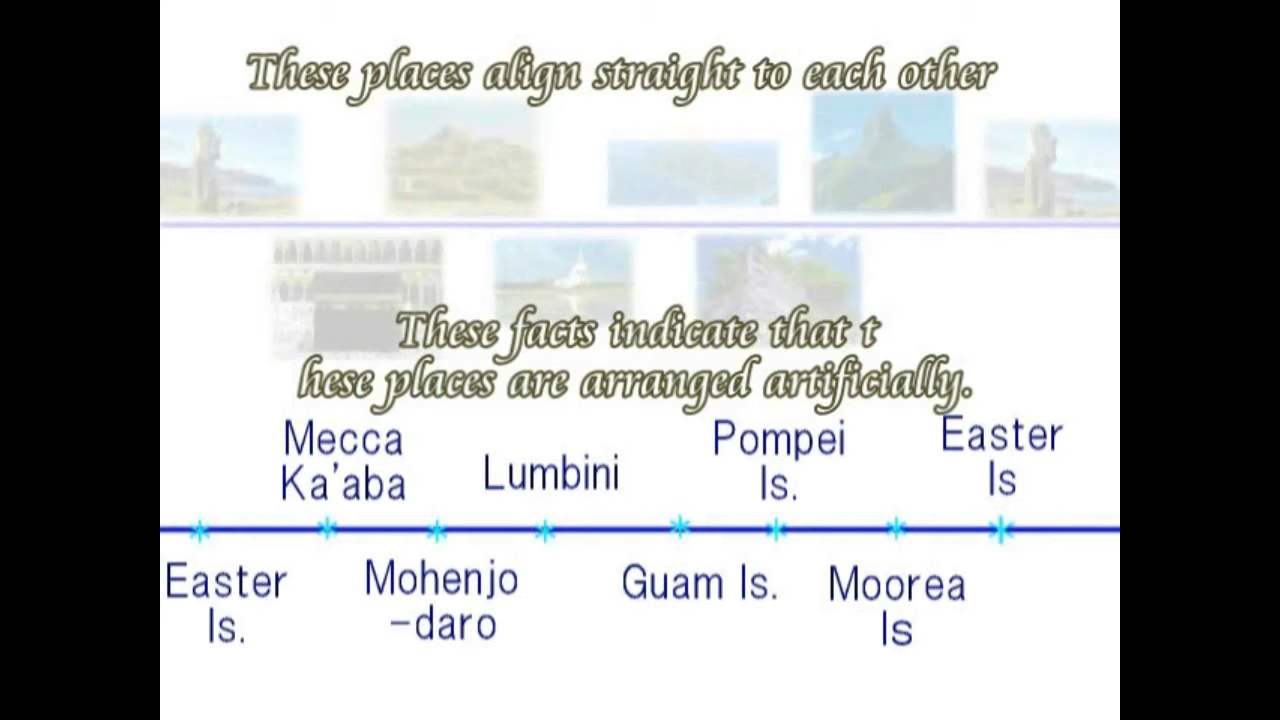 These places align straight to each other
These facts indicate that t
hese places are arranged artificially.
Mecca
Ka'aba
Lumbini
Pompei
Is.
Easter
Is
Easter
Is.
Mohenjo
-daro
Guam Is.
Moorea
Is